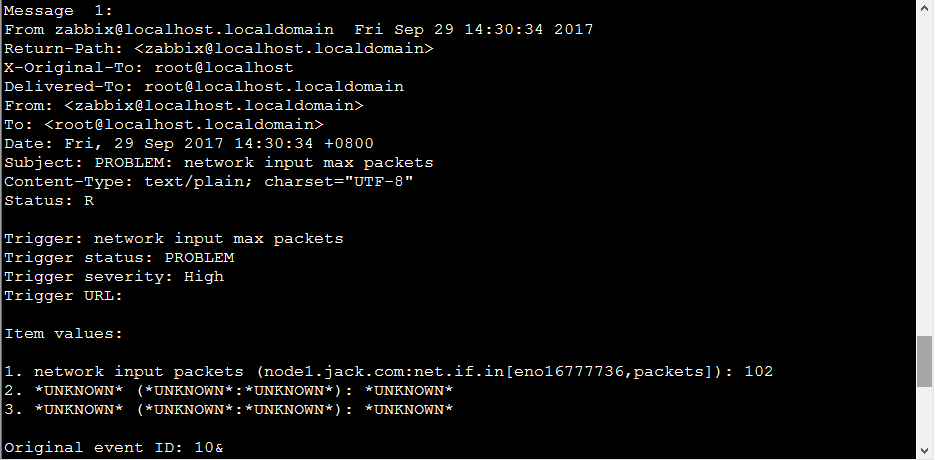 Message  1:
From zabbix@localhost.localdomain  Fri Sep 29 14:30:34 2017
Return-Path: <zabbix@localhost.localdomain>
X-Original-To: root@localhost
Delivered-To: root@localhost.localdomain
From: <zabbix@localhost.localdomain>
To: <root@localhost.localdomain>
Date: Fri, 29 Sep 2017 14:30:34 +0800
Subject: PROBLEM: network input max packets
Content-Type: text/plain; charset="UTF-8"
Status: R

Trigger: network input max packets
Trigger status: PROBLEM
Trigger severity: High
Trigger URL:

Item values:

1. network input packets (node1.jack.com:net.if.in[eno16777736,packets]): 102
2. *UNKNOWN* (*UNKNOWN*:*UNKNOWN*): *UNKNOWN*
3. *UNKNOWN* (*UNKNOWN*:*UNKNOWN*): *UNKNOWN*

Original event ID: 10&